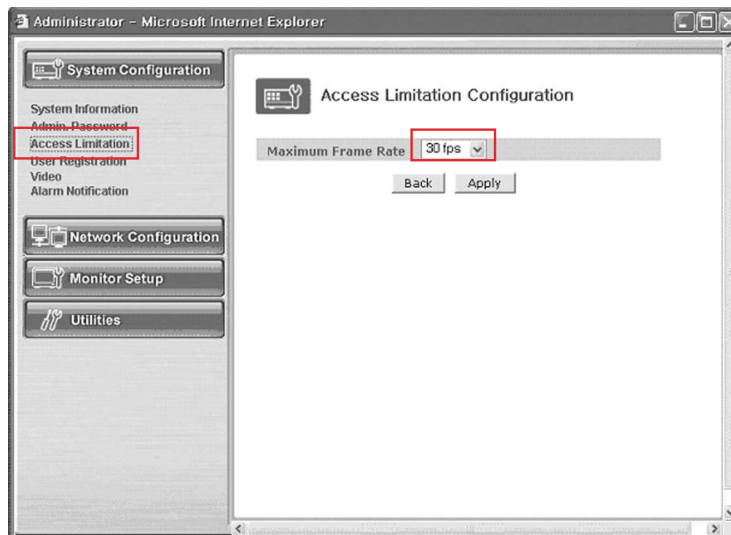 Administrator - Microsoft Internet Explorer
System Configuration
System Information
Admin. Password
Access Limitation
User Registration
Video
Alarm Notification
Network Configuration
Monitor Setup
Utilities
Access Limitation Configuration
Maximum Frame Rate 30 fps
Back Apply